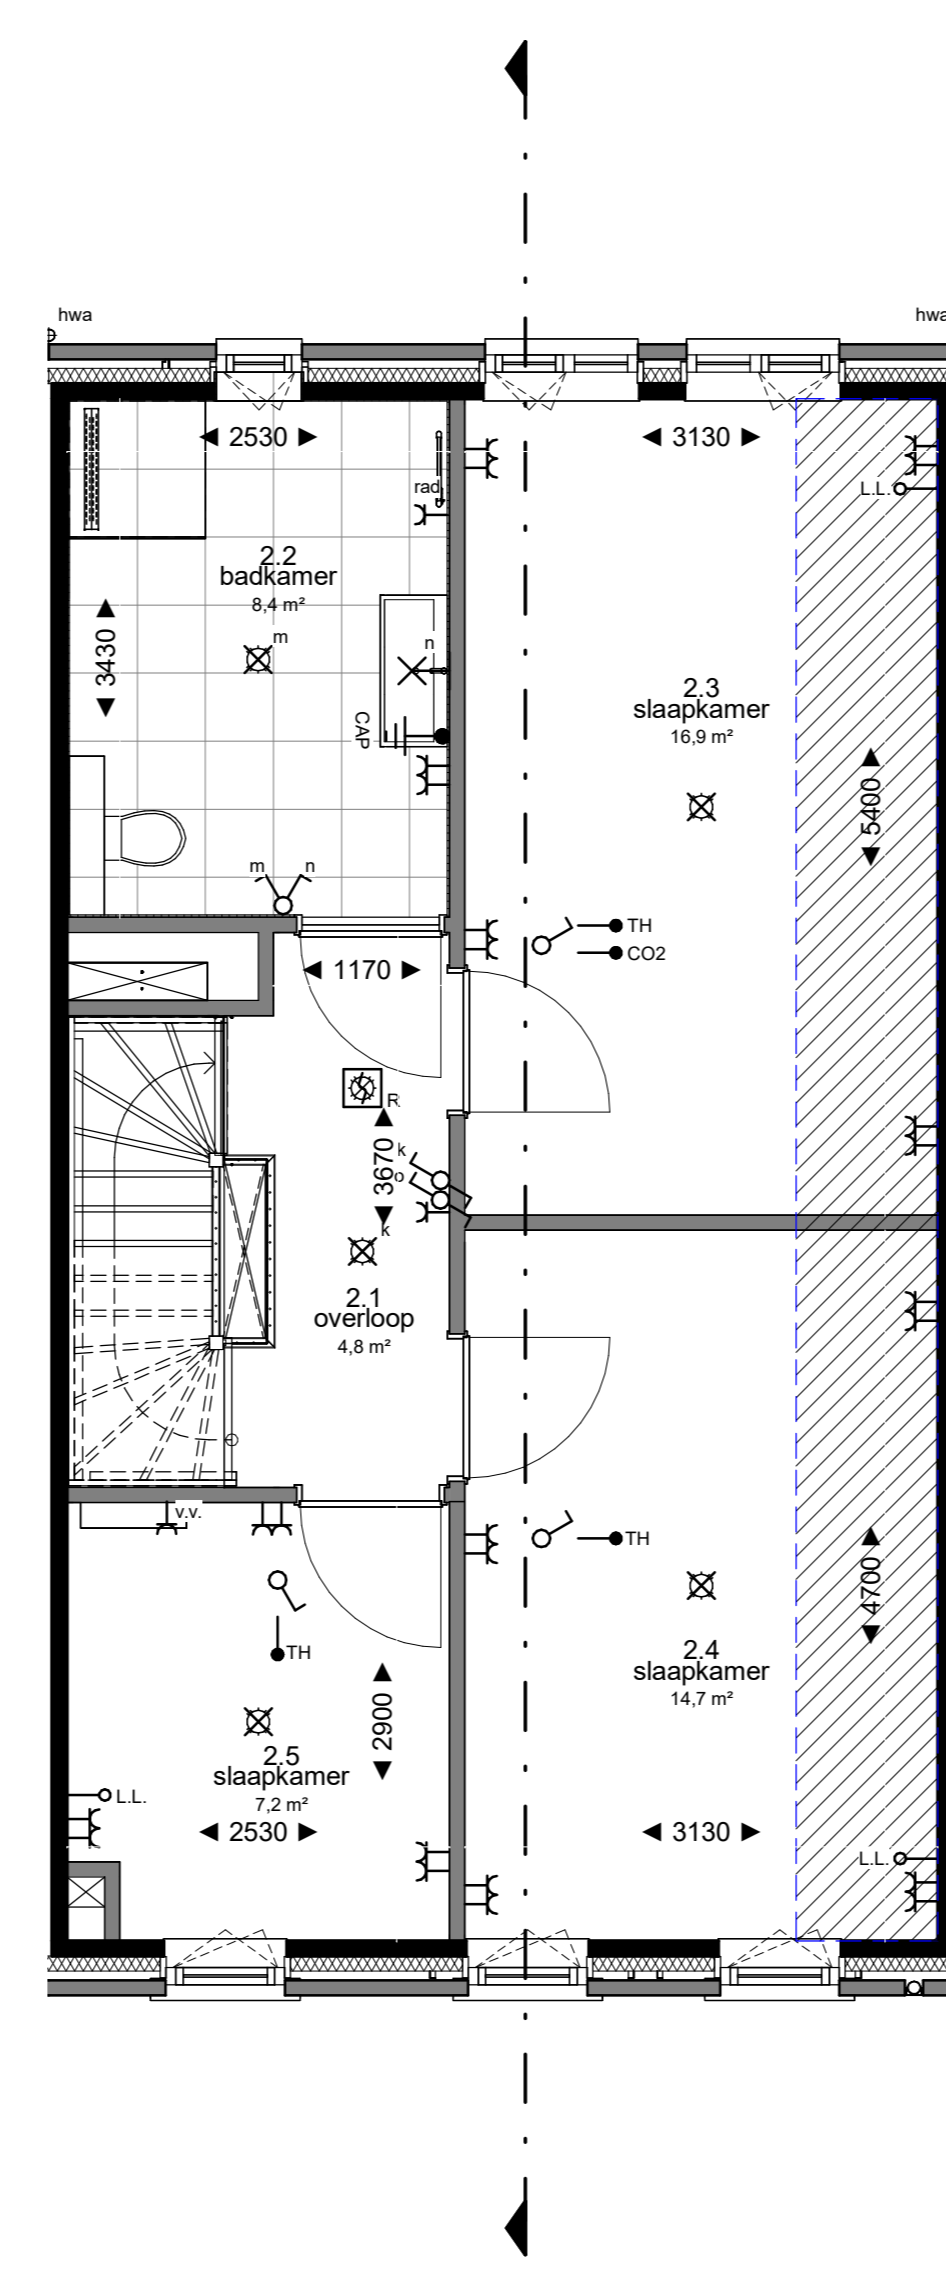 hwa
hwa
2530
3130
L.L.
rad.
2.2
badkamer
8,4 m²
m
n
3430
CAP
2.3
slaapkamer
16,9 m²
5400
m
n
TH
CO2
1170
R
3670
k
o
k
2.1
overloop
4,8 m²
v.v.
TH
TH
4700
2.4
slaapkamer
14,7 m²
2900
2.5
slaapkamer
7,2 m²
L.L.
2530
3130
L.L.